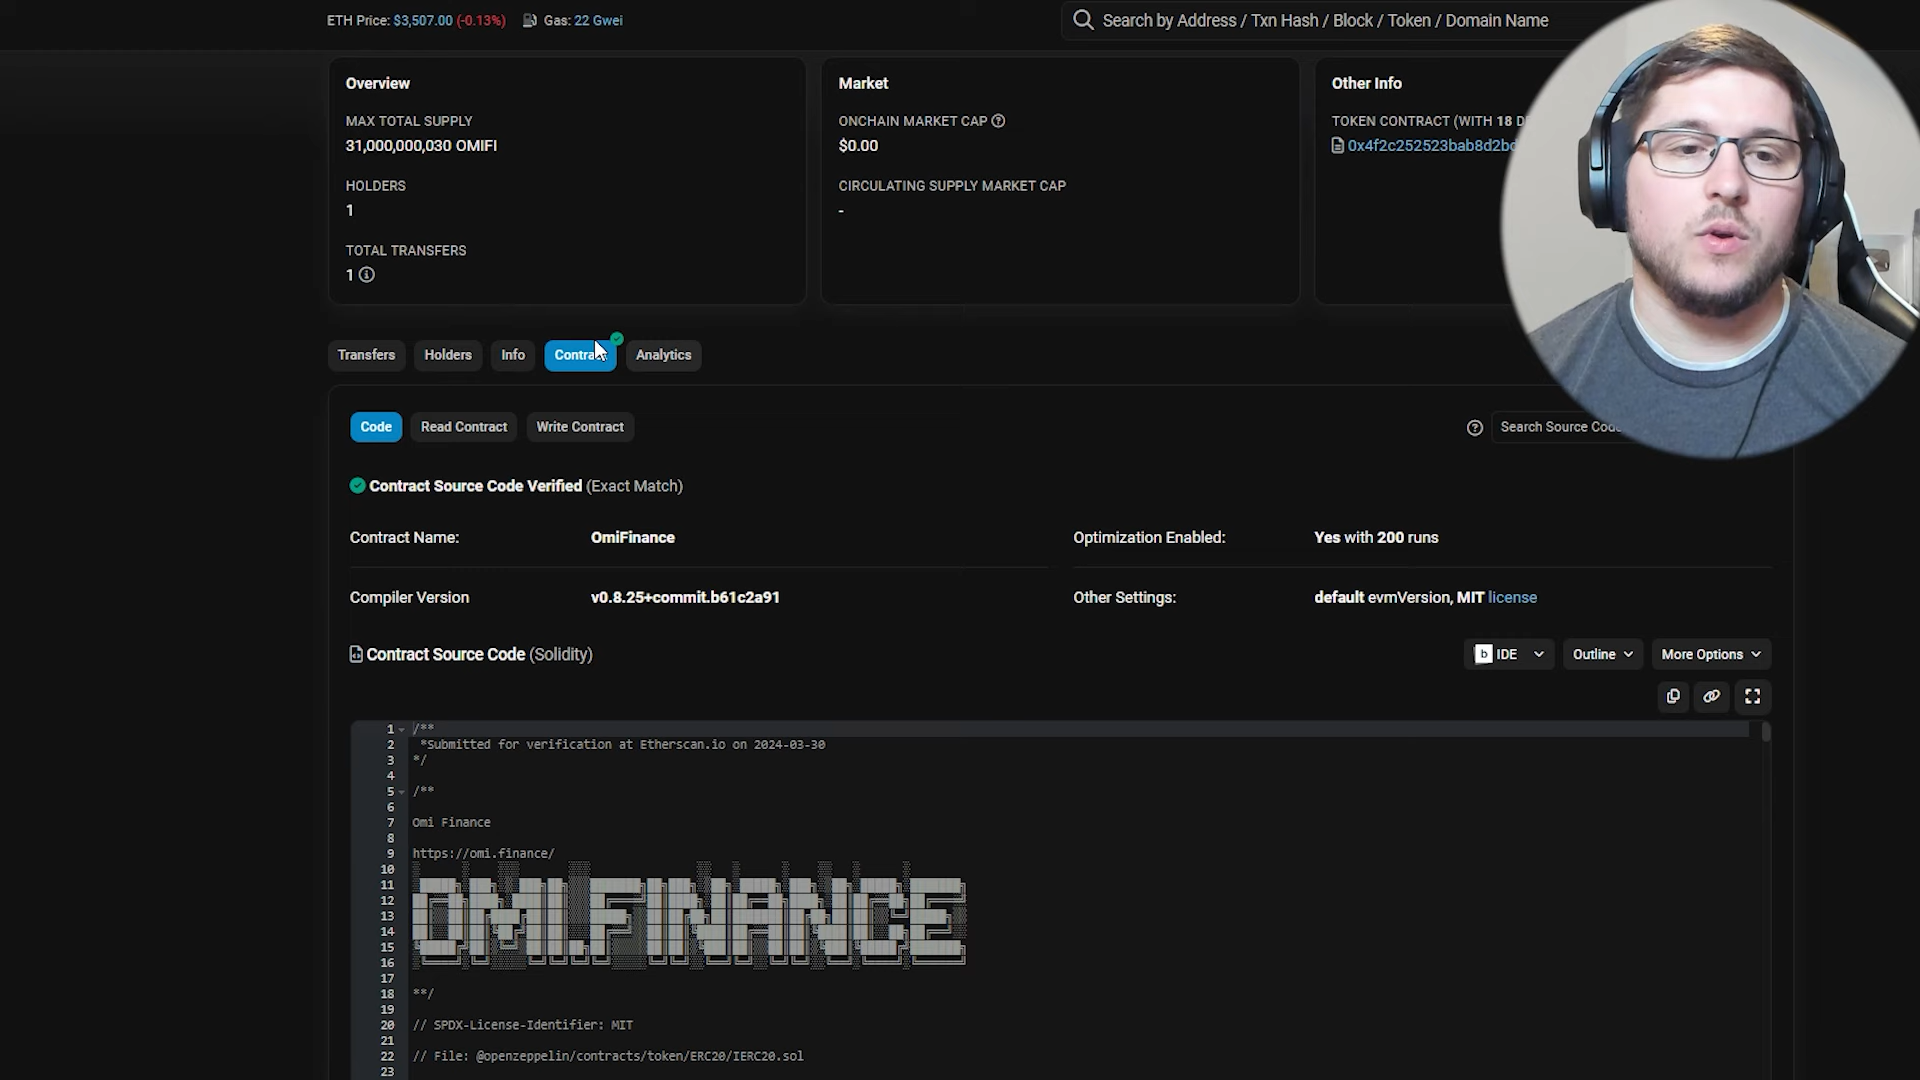 ETH Price: $3,507.00 (-0.13%) Gas: 22 Gwei
Search by Address / Txn Hash / Block / Token / Domain Name
Overview
MAX TOTAL SUPPLY
31,000,000,030 OMIFI
HOLDERS
1
TOTAL TRANSFERS
1
Market
ONCHAIN MARKET CAP
$0.00
CIRCULATING SUPPLY MARKET CAP
-
Other Info
TOKEN CONTRACT (WITH 18 D
0x4f2c252523bab8d2b
Transfers Holders Info Contra Analytics
Code Read Contract Write Contract
Search Source Code
Contract Source Code Verified (Exact Match)
Contract Name: OmiFinance
Optimization Enabled: Yes with 200 runs
Compiler Version v0.8.25+commit.b61c2a91
Other Settings: default evmVersion, MIT license
Contract Source Code (Solidity)
b IDE Outline More Options
1 /**
2 *Submitted for verification at Etherscan.io on 2024-03-30
3 */
4
5 /**
6
7 Omi Finance
8
9 https://omi.finance/
10
11
12
13 OMI.FINANCE
14
15
16
17
18 **/
19
20 // SPDX-License-Identifier: MIT
21
22 // File: @openzeppelin/contracts/token/ERC20/IERC20.sol
23